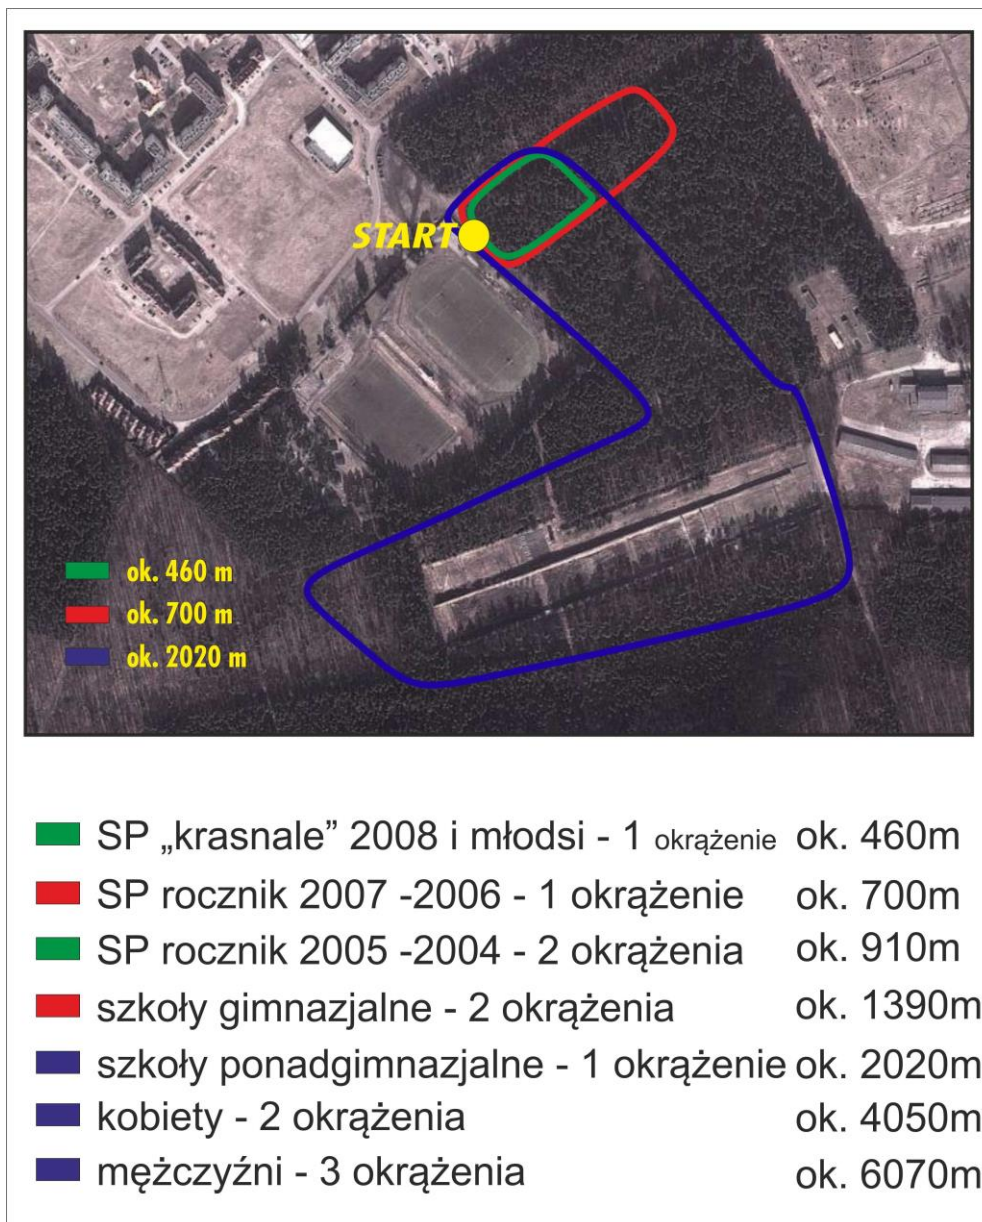 START
ok. 460 m
ok. 700 m
ok. 2020 m
SP „krasnale” 2008 i młodsi - 1 okrążenie ok. 460m
SP rocznik 2007 -2006 - 1 okrążenie ok. 700m
SP rocznik 2005 -2004 - 2 okrążenia ok. 910m
szkoły gimnazjalne - 2 okrążenia ok. 1390m
szkoły ponadgimnazjalne - 1 okrążenie ok. 2020m
kobiety - 2 okrążenia ok. 4050m
mężczyźni - 3 okrążenia ok. 6070m